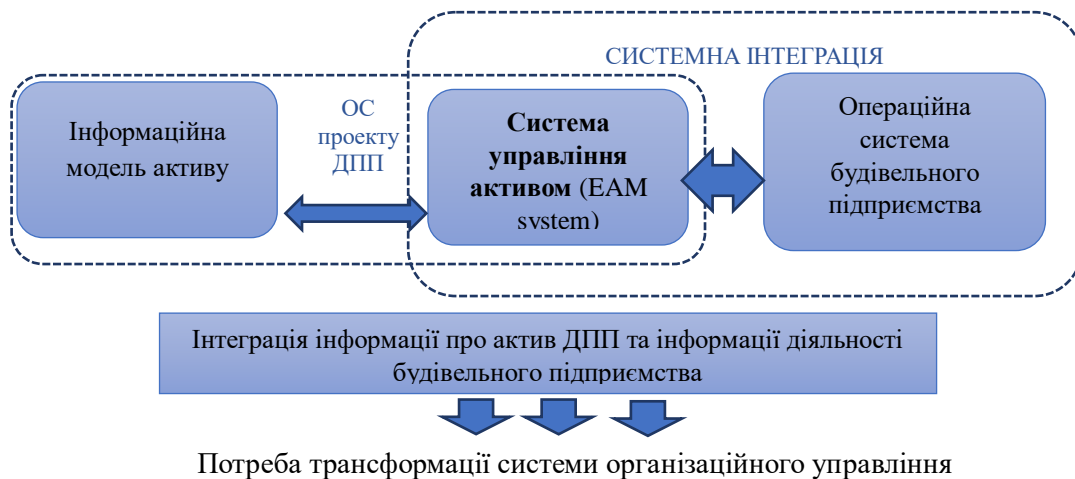 СИСТЕМНА ІНТЕГРАЦІЯ
Інформаційна
модель активу
ОС
проекту
ДПП
Система
управління
активом (EAM
system)
Операційна
система
будівельного
підприємства
Інтеграція інформації про актив ДПП та інформації діяльності
будівельного підприємства
Потреба трансформації системи організаційного управління